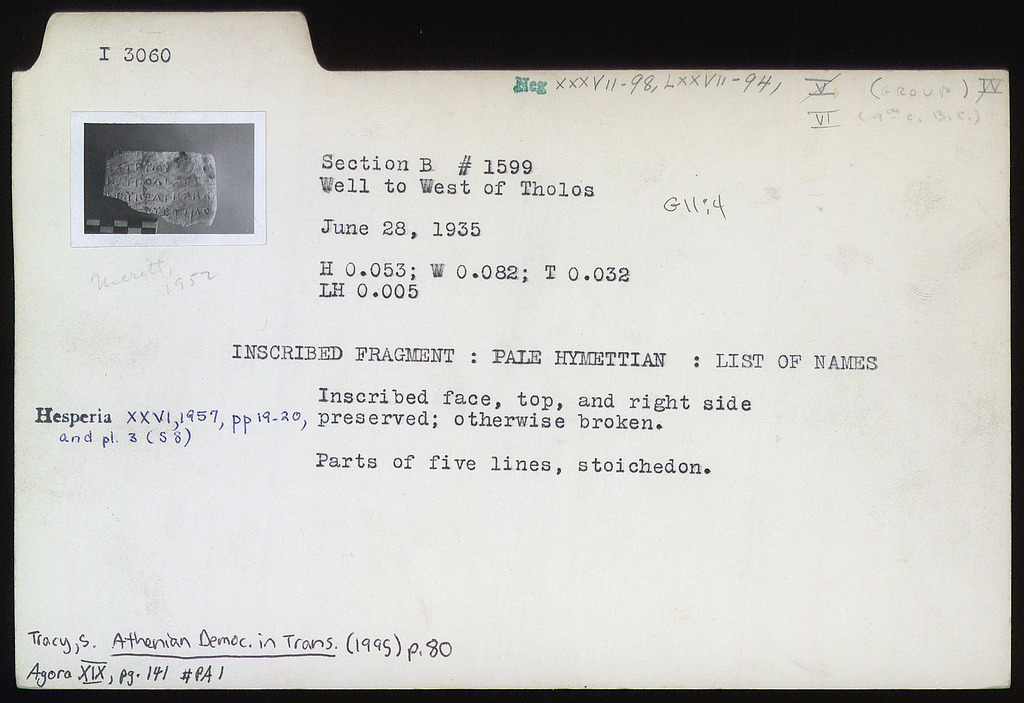 I 3060
Neg XXXVII-98, LXXVII-94, V (GROUP) IV
VI (4th c. B.C.)
Section B # 1599
Well to West of Tholos
G11:4
June 28, 1935
H 0.053; W 0.082; T 0.032
LH 0.005
Meritt,
1952
INSCRIBED FRAGMENT : PALE HYMETTIAN : LIST OF NAMES
Inscribed face, top, and right side
Hesperia XXVI, 1957, pp 19-20, preserved; otherwise broken.
and pl. 3 (S8)
Parts of five lines, stoichedon.
Tracy, S. Athenian Democ. in Trans. (1995) p. 80
Agora XIX, pg. 141 #PA1